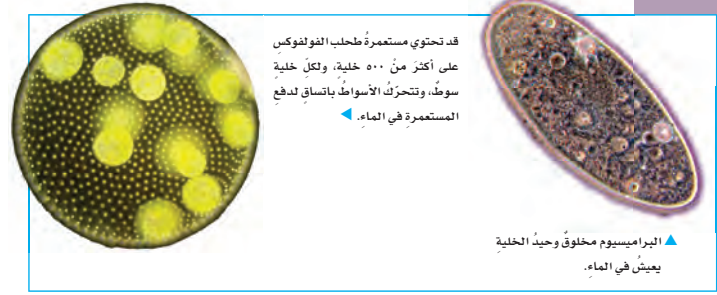 قد تحتوي مستعمرةُ طحلب الفولفوكس
على أكثرَ منْ ٥٠٠ خليةٍ، ولكلِّ خليةٍ
سوطٌ، وتتحرَكُ الأسواطُ باتساقٍ لدفعِ
المستعمرةِ في الماءِ.
البراميسيوم مخلوقٌ وحيدُ الخليةِ
يعيشُ في الماءِ.